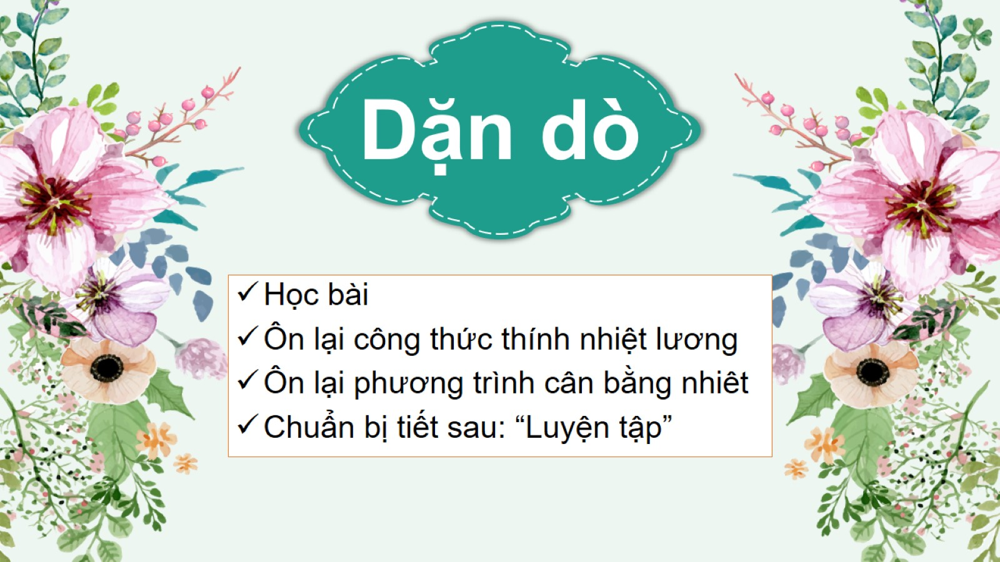 Dặn dò
✓ Học bài
✓ Ôn lại công thức thính nhiệt lương
✓ Ôn lại phương trình cân bằng nhiêt
✓ Chuẩn bị tiết sau: “Luyện tập”